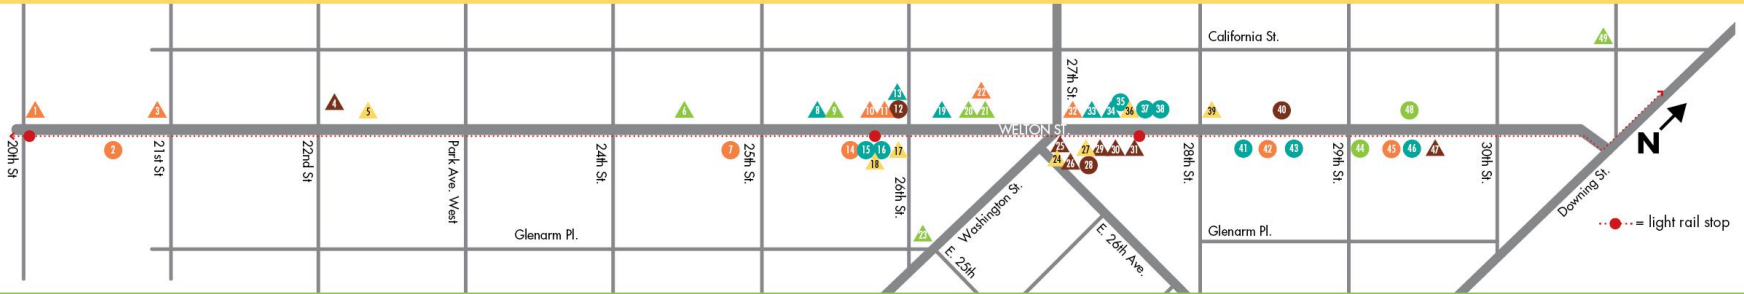 California St.
49
27th St.
1
3
4
5
6
8
9
13
10
11
12
19
22
20
21
32
33
34
35
36
37
38
39
40
48
WELTON ST.
N
20th St
2
21st St
22nd St
Park Ave. West
24th St.
7
25th St.
14
15
16
17
18
26th St.
25
24
26
27
28
29
30
31
28th St.
41
42
43
29th St.
44
45
46
47
30th St.
Downing St.
= light rail stop
Glenarm Pl.
23
Washington St.
E. 25th
E. 26th Ave.
Glenarm Pl.